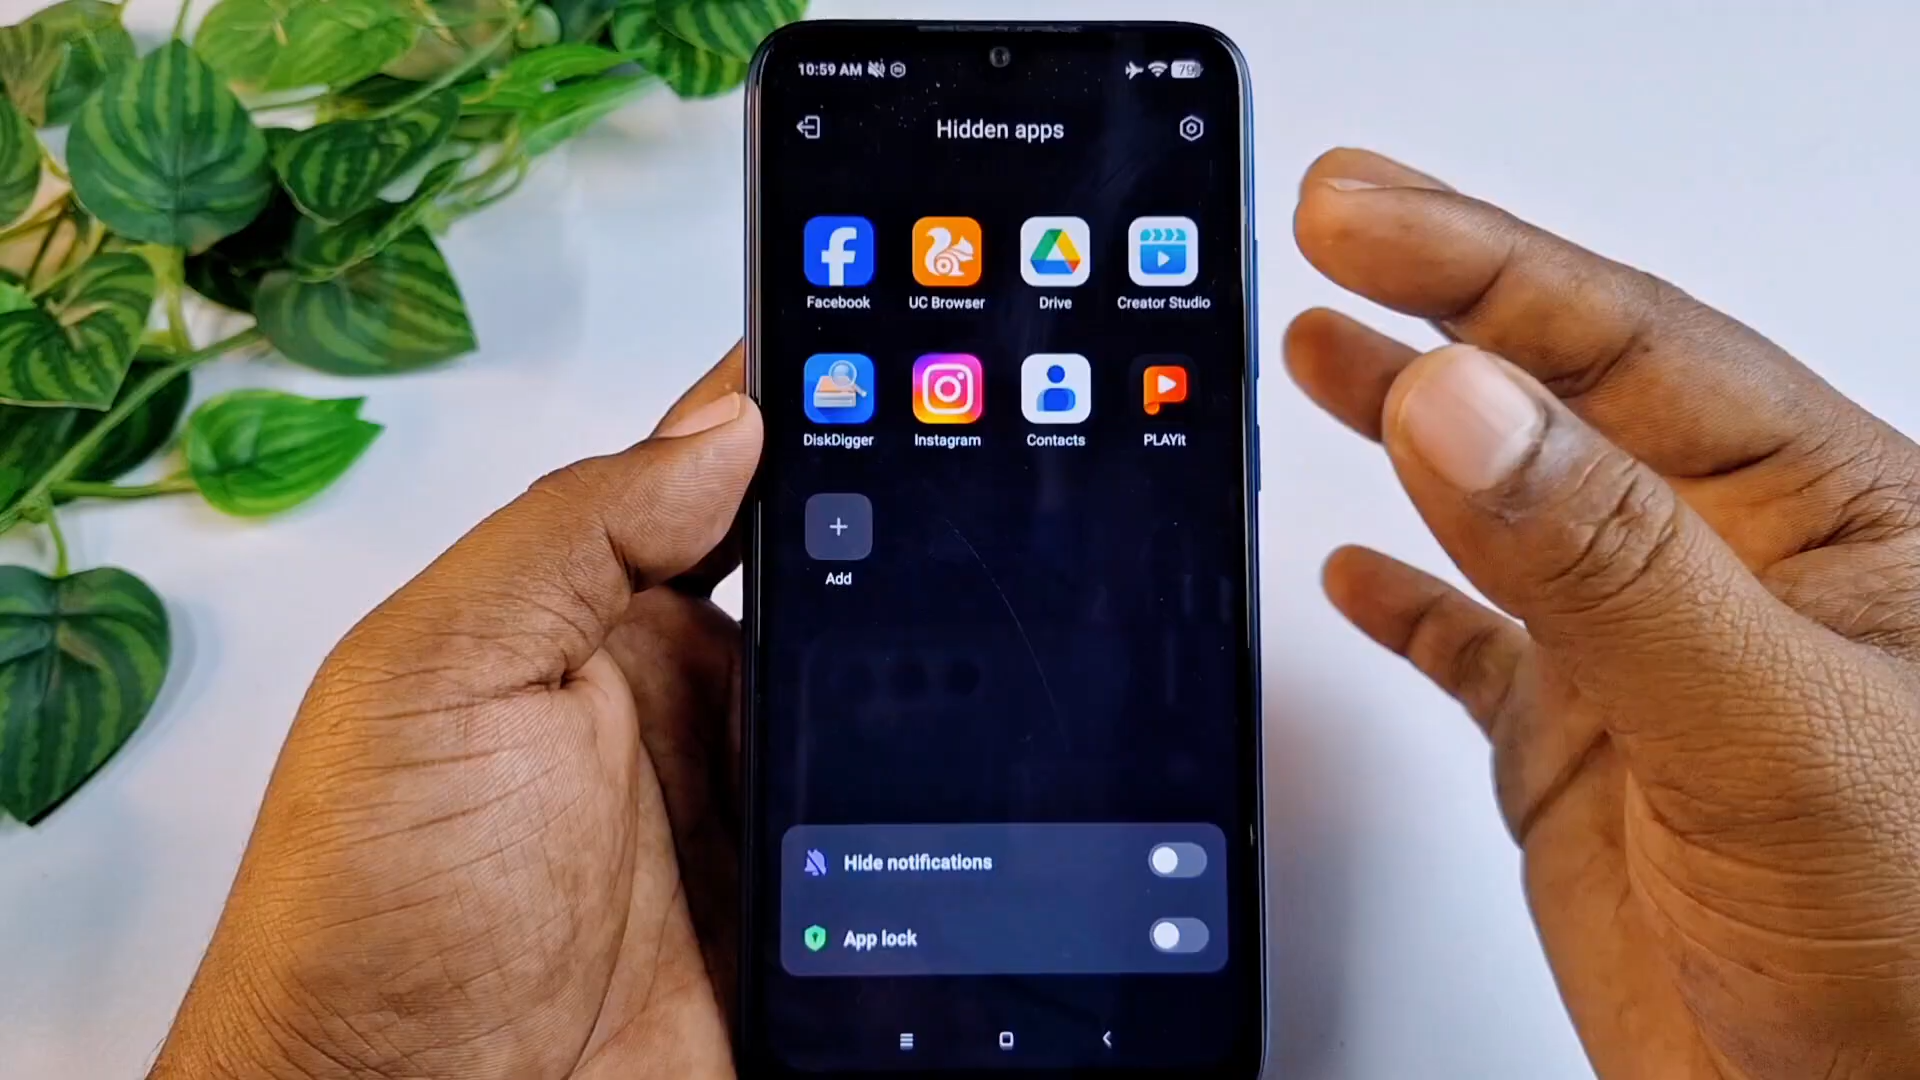 10:59 AM 79
Hidden apps
Facebook UC Browser Drive Creator Studio
DiskDigger Instagram Contacts PLAYit
Add
Hide notifications
App lock